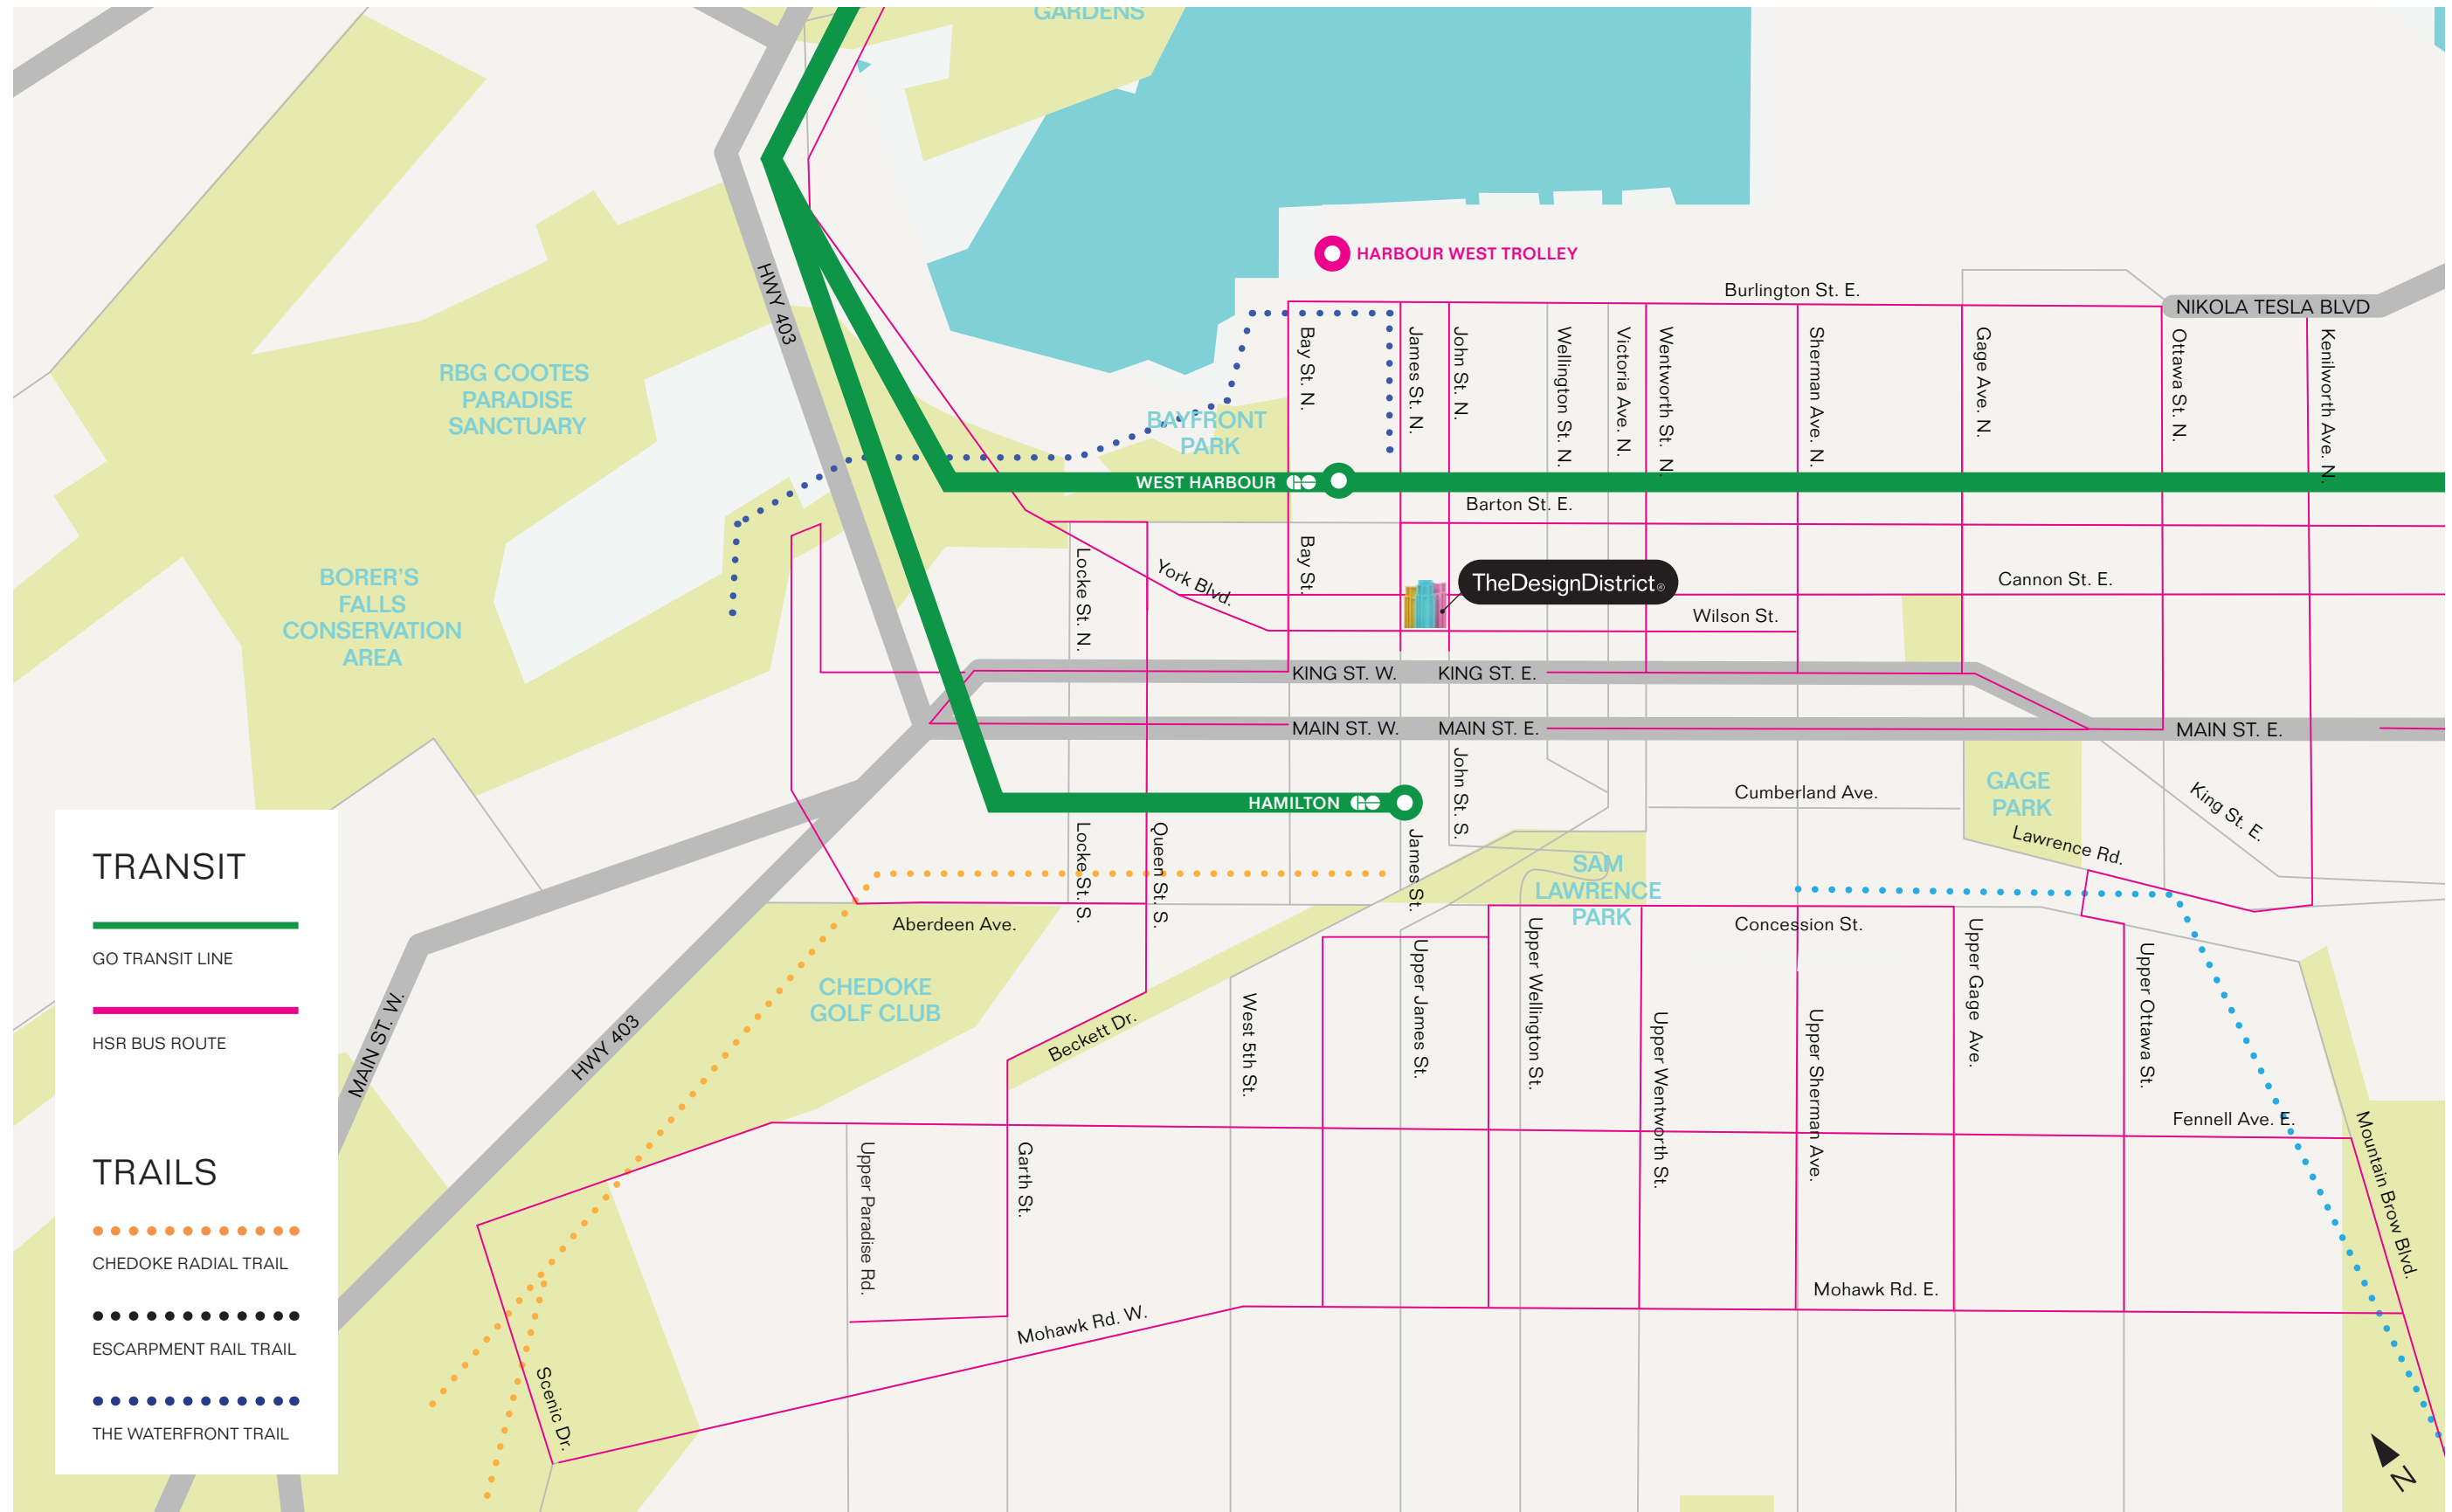 GARDENS
HARBOUR WEST TROLLEY
Burlington St. E.
NIKOLA TESLA BLVD
HWY 403
RBG COOTES
PARADISE
SANCTUARY
BAYFRONT
PARK
Bay St. N.
James St. N.
John St. N.
Wellington St. N.
Victoria Ave. N.
Wentworth St. N.
Sherman Ave. N.
Gage Ave. N.
Ottawa St. N.
Kenilworth Ave. N.
WEST HARBOUR GO
Barton St. E.
BORER'S
FALLS
CONSERVATION
AREA
Locke St. N.
York Blvd.
Bay St.
TheDesignDistrict®
Cannon St. E.
Wilson St.
KING ST. W.
KING ST. E.
MAIN ST. W.
MAIN ST. E.
MAIN ST. E.
John St. S.
HAMILTON GO
Cumberland Ave.
GAGE
PARK
King St. E.
Lawrence Rd.
Locke St. S.
Queen St. S.
James St.
SAM
LAWRENCE
PARK
Aberdeen Ave.
Concession St.
CHEDOKE
GOLF CLUB
Beckett Dr.
West 5th St.
Upper James St.
Upper Wellington St.
Upper Wentworth St.
Upper Sherman Ave.
Upper Gage Ave.
Upper Ottawa St.
MAIN ST. W.
HWY 403
Fennell Ave. E.
Mountain Brow Blvd.
Upper Paradise Rd.
Garth St.
Mohawk Rd. W.
Mohawk Rd. E.
Scenic Dr.
N
TRANSIT
GO TRANSIT LINE
HSR BUS ROUTE
TRAILS
CHEDOKE RADIAL TRAIL
ESCARPMENT RAIL TRAIL
THE WATERFRONT TRAIL